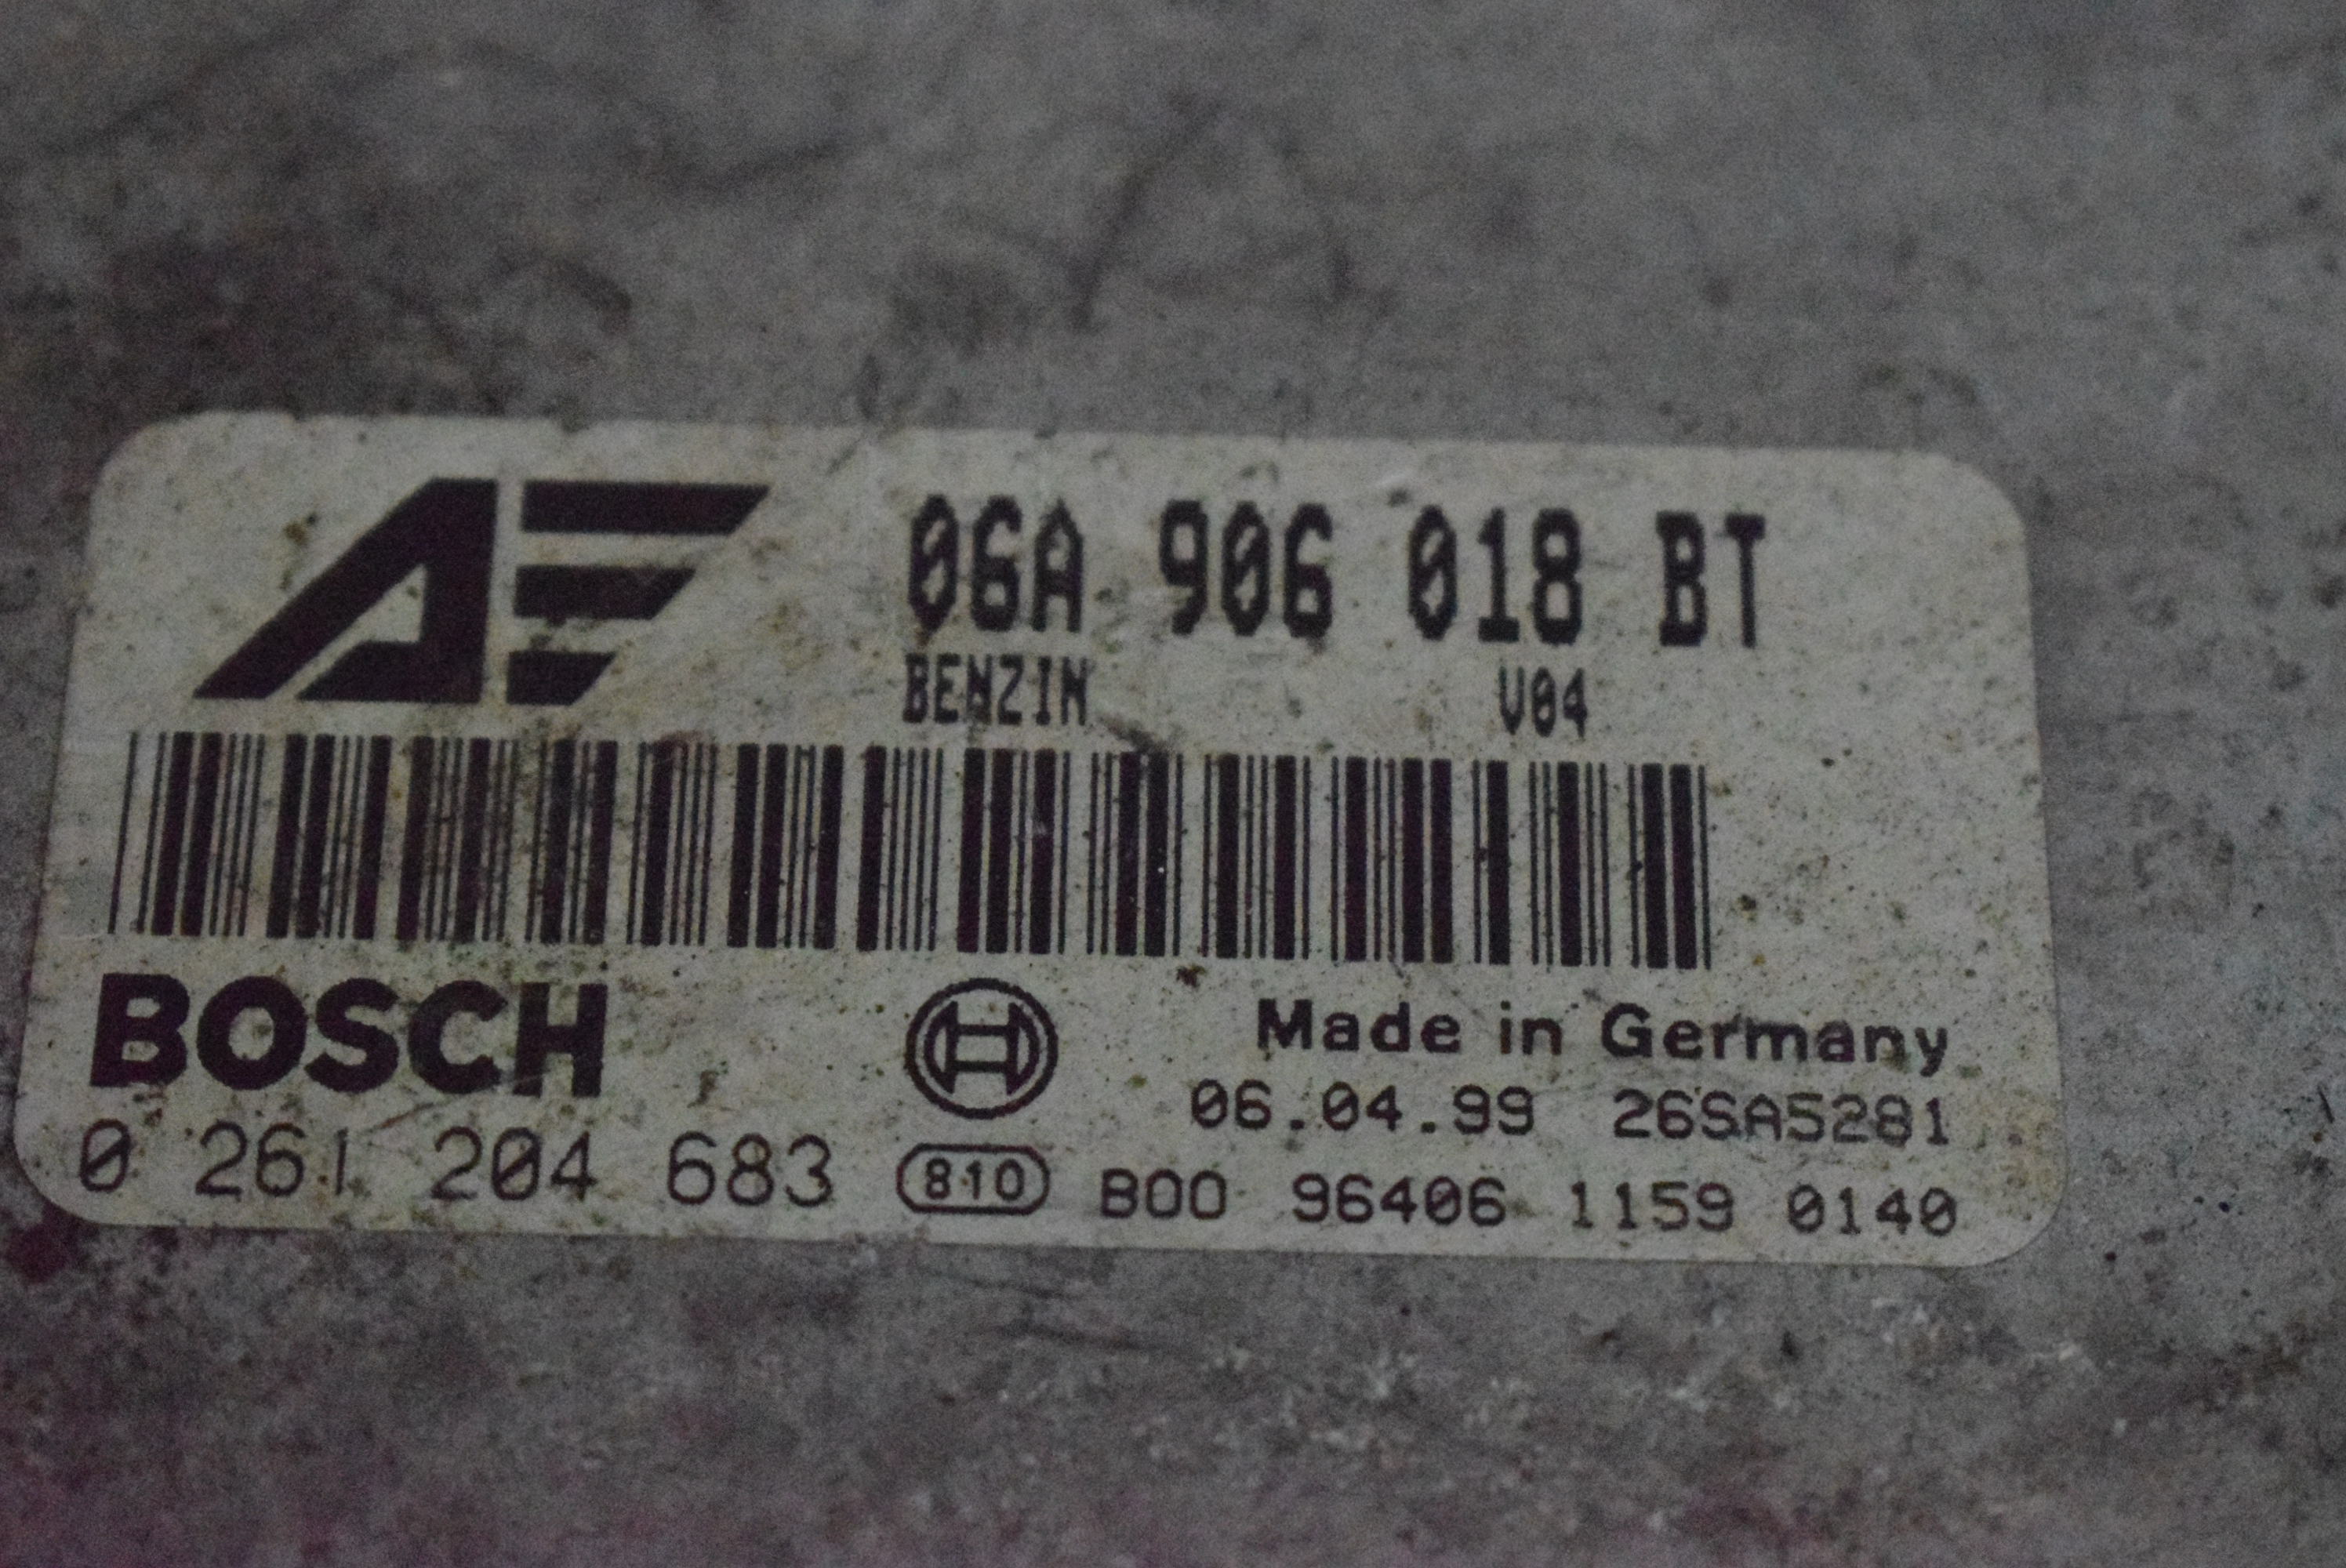 AE
06A 906 018 BT
BENZIN V04
BOSCH
Made in Germany
06.04.99 26SA5281
0 261 204 683
810
B00 96406 1159 0140